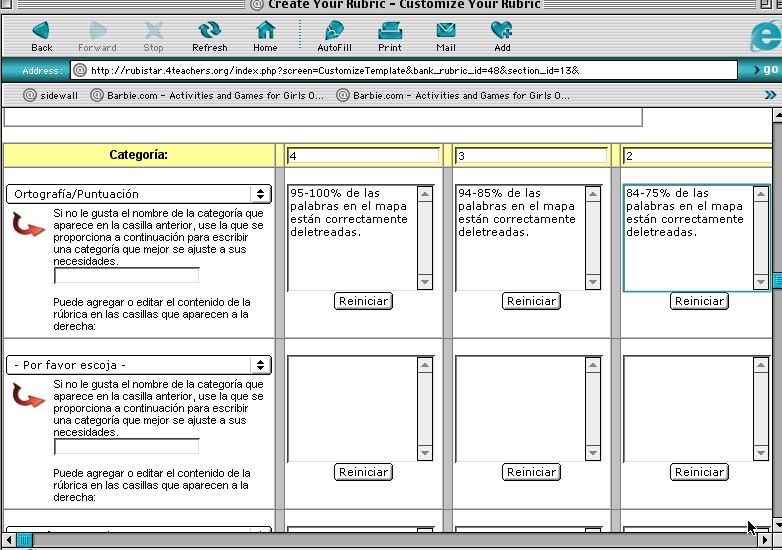 Create Your Rubric - Customize Your Rubric
Back Forward Stop Refresh Home AutoFill Print Mail Add
Address: http://rubistar.4teachers.org/index.php?screen=CustomizeTemplate&bank_rubric_id=48&section_id=13& go
sidewall Barbie.com - Activities and Games for Girls O... Barbie.com - Activities and Games for Girls O...
Categoría: 4 3 2
Ortografía/Puntuación
Si no le gusta el nombre de la categoría que
aparece en la casilla anterior, use la que se
proporciona a continuación para escribir
una categoría que mejor se ajuste a sus
necesidades.
Puede agregar o editar el contenido de la
rúbrica en las casillas que aparecen a la
derecha:
95-100% de las
palabras en el mapa
están correctamente
deletreadas.
Reiniciar
94-85% de las
palabras en el mapa
están correctamente
deletreadas.
Reiniciar
84-75% de las
palabras en el mapa
están correctamente
deletreadas.
Reiniciar
- Por favor escoja -
Si no le gusta el nombre de la categoría que
aparece en la casilla anterior, use la que se
proporciona a continuación para escribir
una categoría que mejor se ajuste a sus
necesidades.
Puede agregar o editar el contenido de la
rúbrica en las casillas que aparecen a la
derecha:
Reiniciar
Reiniciar
Reiniciar